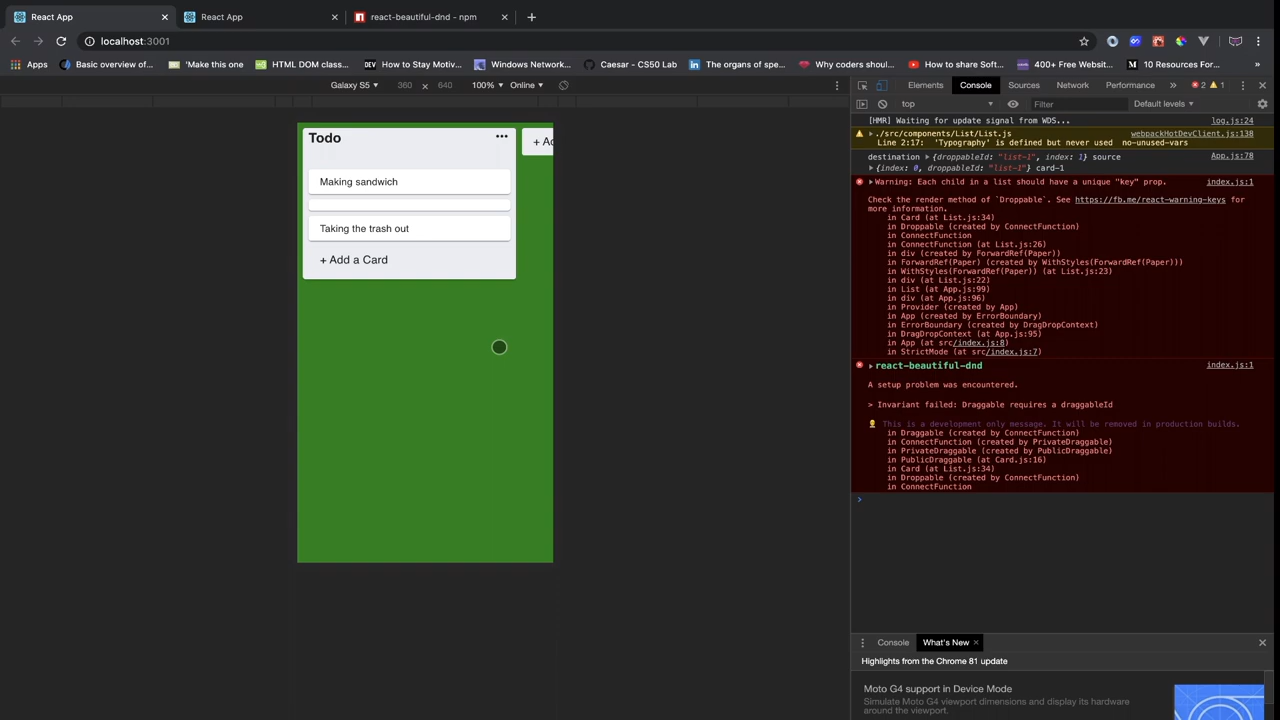 React App
React App
react-beautiful-dnd - npm
localhost:3001
Apps
Basic overview of...
'Make this one
HTML DOM class...
DEV How to Stay Motiv...
Windows Network...
Caesar - CS50 Lab
The organs of spe...
Why coders should...
How to share Soft...
400+ Free Websit...
M 10 Resources For...
»
Galaxy S5 ▾ 360 × 640 100% ▾ Online ▾
Elements Console Sources Network Performance » 2 1
top Filter Default levels ▾
[HMR] Waiting for update signal from WDS... log.js:24
./src/components/List/List.js webpackHotDevClient.js:138
Line 2:17: 'Typography' is defined but never used no-unused-vars
destination ▸{droppableId: "list-1", index: 1} source App.js:78
▸{index: 0, droppableId: "list-1"} card-1
▸Warning: Each child in a list should have a unique "key" prop. index.js:1
Check the render method of `Droppable`. See https://fb.me/react-warning-keys for
more information.
in Card (at List.js:34)
in Droppable (created by ConnectFunction)
in ConnectFunction
in ConnectFunction (at List.js:26)
in div (created by ForwardRef(Paper))
in ForwardRef(Paper) (created by WithStyles(ForwardRef(Paper)))
in WithStyles(ForwardRef(Paper)) (at List.js:23)
in div (at List.js:22)
in List (at App.js:99)
in div (at App.js:96)
in Provider (created by App)
in App (created by ErrorBoundary)
in ErrorBoundary (created by DragDropContext)
in DragDropContext (at App.js:95)
in App (at src/index.js:8)
in StrictMode (at src/index.js:7)
▸react-beautiful-dnd index.js:1
A setup problem was encountered.
> Invariant failed: Draggable requires a draggableId
This is a development only message. It will be removed in production builds.
in Draggable (created by ConnectFunction)
in ConnectFunction (created by PrivateDraggable)
in PrivateDraggable (created by PublicDraggable)
in PublicDraggable (at Card.js:16)
in Card (at List.js:34)
in Droppable (created by ConnectFunction)
in ConnectFunction
>
Todo
+ Ad
Making sandwich
Taking the trash out
+ Add a Card
Console What's New ×
Highlights from the Chrome 81 update
Moto G4 support in Device Mode
Simulate Moto G4 viewport dimensions and display its hardware
around the viewport.